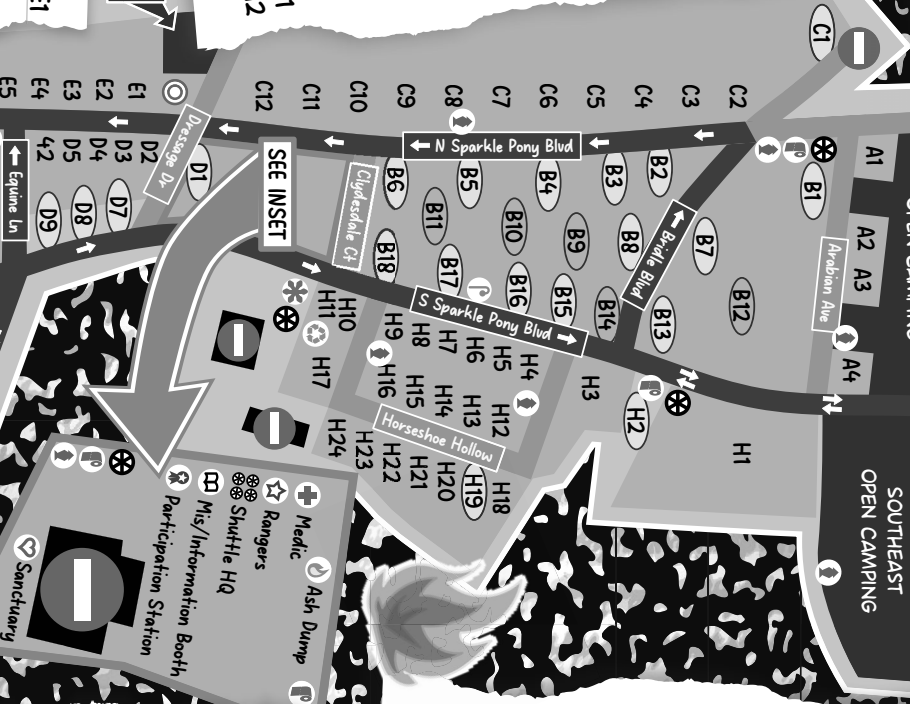 E1
C1
C2
C3
C4
C5
C6
C7
C8
C9
C10
C11
C12
E1
E2
E3
E4
E5
N Sparkle Pony Blvd
Dressage Dr
SEE INSET
Clydesdale Ct
Equine Ln
D1
D2
D3
D4
D5
42
D7
D8
D9
B1
B2
B3
B4
B5
B6
B7
B8
B9
B10
B11
B12
B13
B14
B15
B16
B17
B18
Bridle Blvd
A1
A2
A3
A4
Arabian Ave
OPEN CAMPING
S Sparkle Pony Blvd
H1
H2
H3
H4
H5
H6
H7
H8
H9
H10
H11
H12
H13
H14
H15
H16
H17
Horseshoe Hollow
H18
H19
H20
H21
H22
H23
H24
SOUTHEAST
OPEN CAMPING
Medic
Ash Dump
Rangers
Shuttle HQ
Mis/Information Booth
Participation Station
Sanctuary